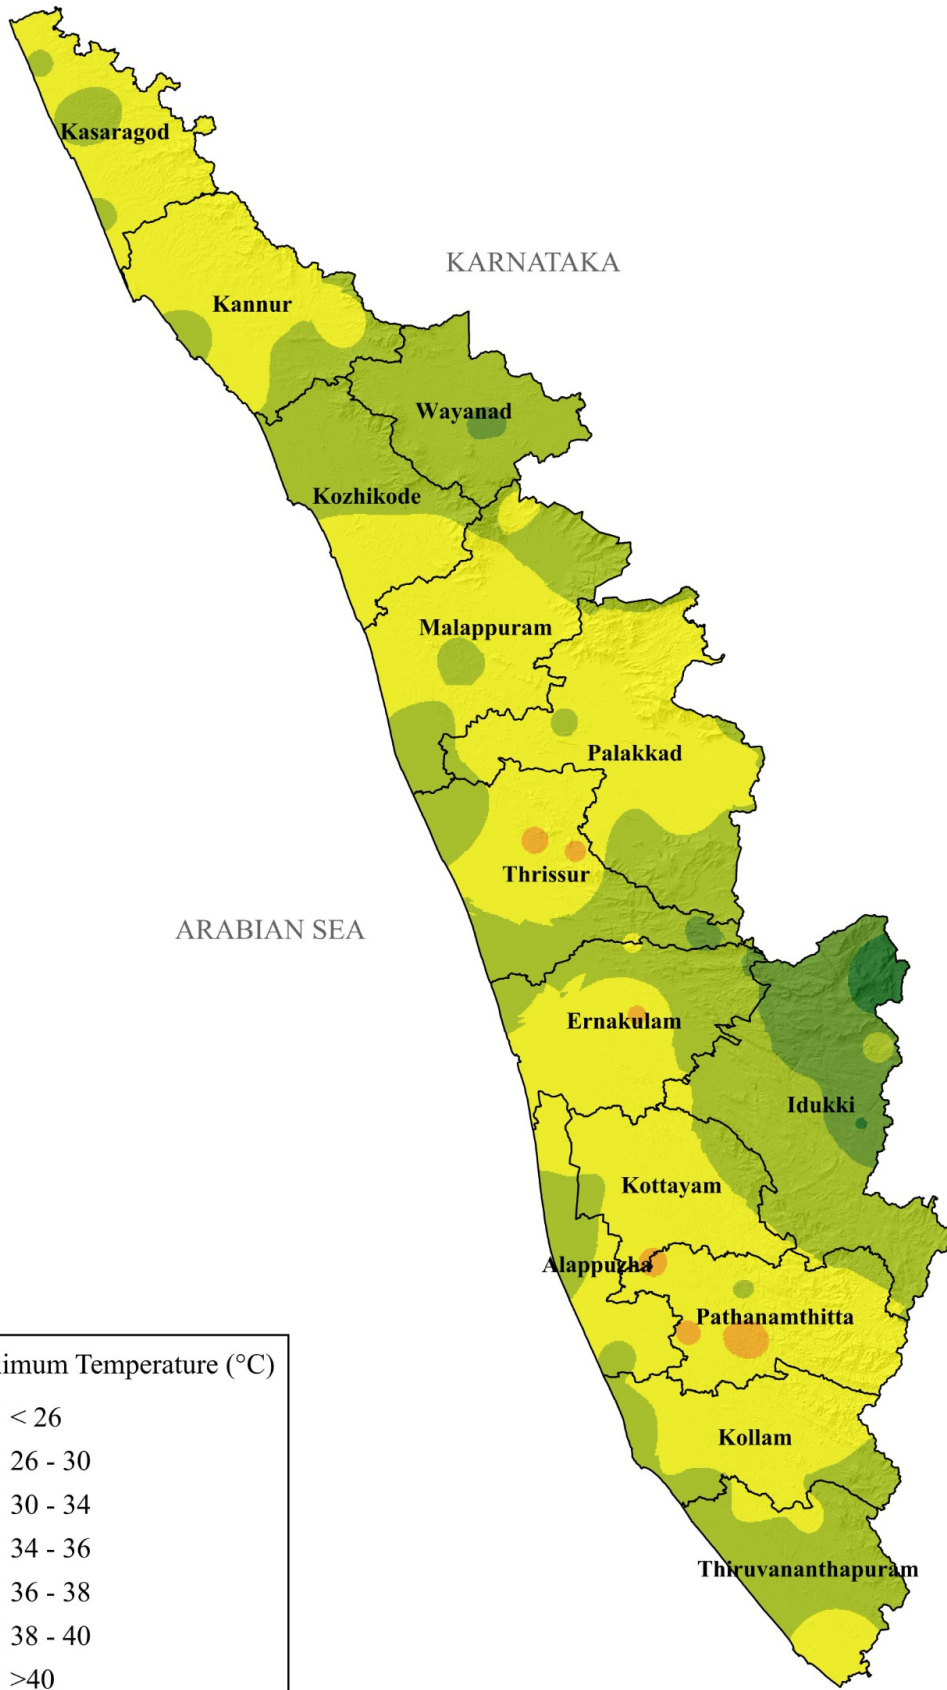 Kasaragod
KARNATAKA
Kannur
Wayanad
Kozhikode
Malappuram
Palakkad
Thrissur
ARABIAN SEA
Ernakulam
Idukki
Kottayam
Alappuzha
Pathanamthitta
Kollam
Thiruvananthapuram
imum Temperature (°C)
< 26
26 - 30
30 - 34
34 - 36
36 - 38
38 - 40
>40